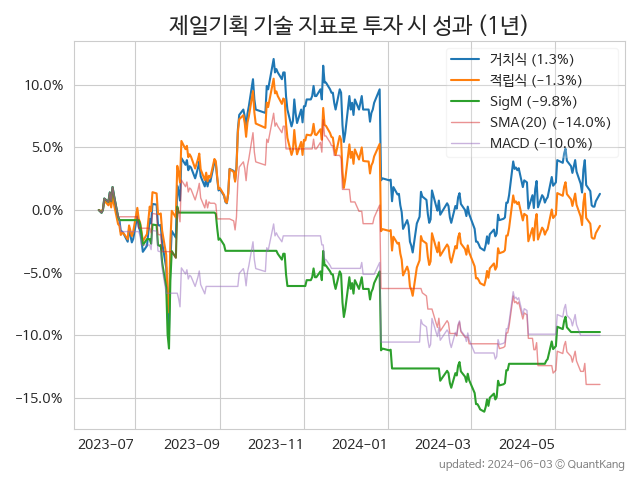 제일기획 기술 지표로 투자 시 성과 (1년)
거치식 (1.3%)
적립식 (−1.3%)
SigM (−9.8%)
SMA(20) (−14.0%)
MACD (−10.0%)
10.0%
5.0%
0.0%
−5.0%
−10.0%
−15.0%
2023-07 2023-09 2023-11 2024-01 2024-03 2024-05
updated: 2024-06-03 ⓒ QuantKang